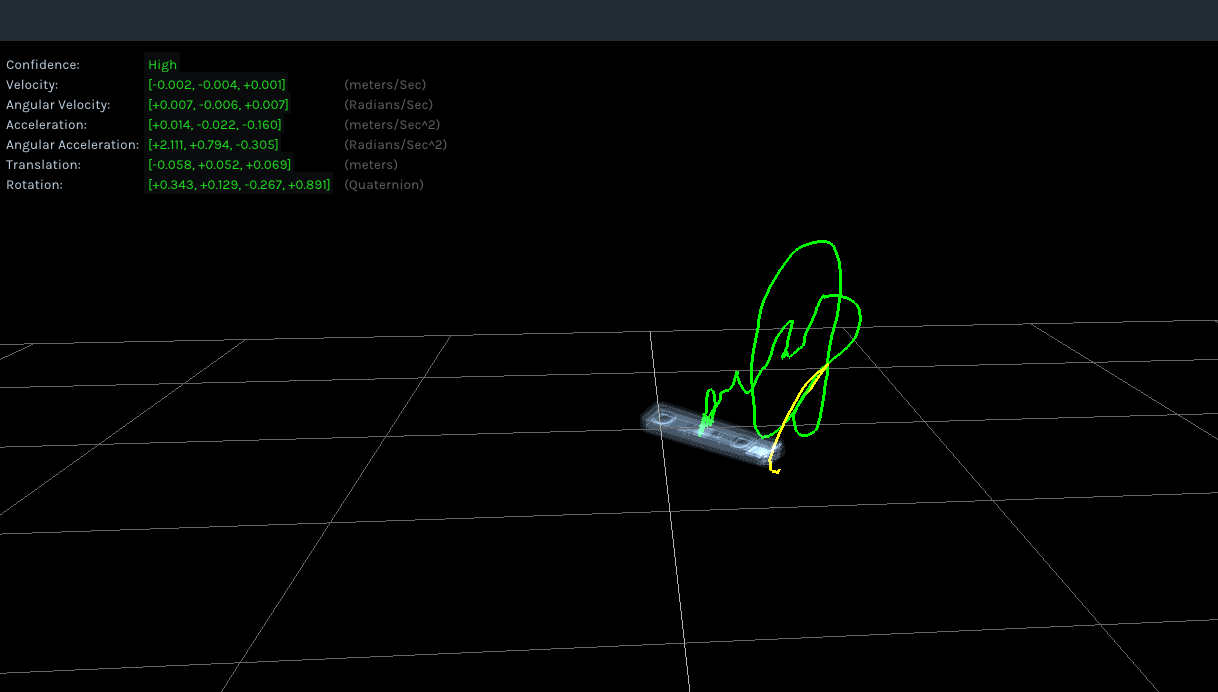 Confidence: High
Velocity: [-0.002, -0.004, +0.001] (meters/Sec)
Angular Velocity: [+0.007, -0.006, +0.007] (Radians/Sec)
Acceleration: [+0.014, -0.022, -0.160] (meters/Sec^2)
Angular Acceleration: [+2.111, +0.794, -0.305] (Radians/Sec^2)
Translation: [-0.058, +0.052, +0.069] (meters)
Rotation: [+0.343, +0.129, -0.267, +0.891] (Quaternion)